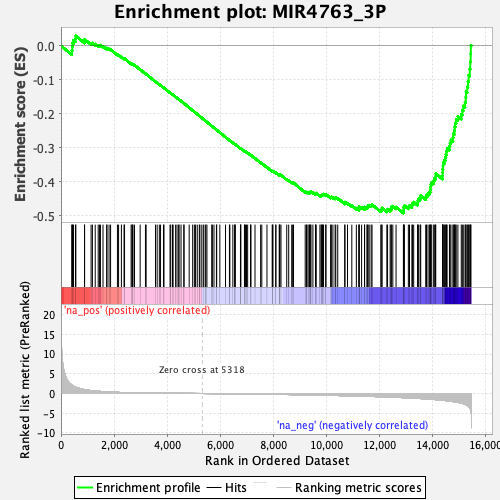 Enrichment plot: MIR4763_3P
Enrichment score (ES)
0.0
-0.1
-0.2
-0.3
-0.4
-0.5
'na_pos' (positively correlated)
Ranked list metric (PreRanked)
20
15
10
5
0
-5
-10
Zero cross at 5318
'na_neg' (negatively correlated)
0
2,000
4,000
6,000
8,000
10,000
12,000
14,000
16,000
Rank in Ordered Dataset
Enrichment profile
Hits
Ranking metric scores